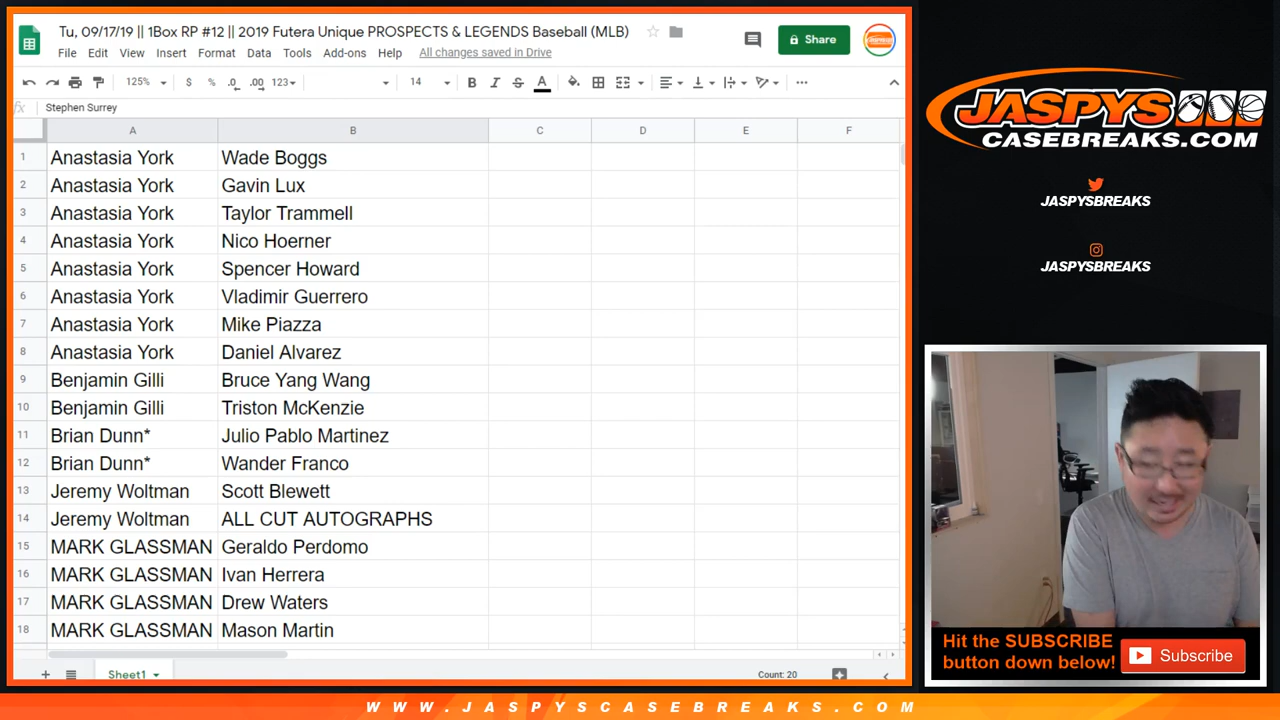 Tu, 09/17/19 || 1Box RP #12 || 2019 Futera Unique PROSPECTS & LEGENDS Baseball (MLB)
File Edit View Insert Format Data Tools Add-ons Help All changes saved in Drive
Share
125% $ % .0 .00 123 14 B I S A
fx Stephen Surrey
A B C D E F
1 Anastasia York Wade Boggs
2 Anastasia York Gavin Lux
3 Anastasia York Taylor Trammell
4 Anastasia York Nico Hoerner
5 Anastasia York Spencer Howard
6 Anastasia York Vladimir Guerrero
7 Anastasia York Mike Piazza
8 Anastasia York Daniel Alvarez
9 Benjamin Gilli Bruce Yang Wang
10 Benjamin Gilli Triston McKenzie
11 Brian Dunn* Julio Pablo Martinez
12 Brian Dunn* Wander Franco
13 Jeremy Woltman Scott Blewett
14 Jeremy Woltman ALL CUT AUTOGRAPHS
15 MARK GLASSMAN Geraldo Perdomo
16 MARK GLASSMAN Ivan Herrera
17 MARK GLASSMAN Drew Waters
18 MARK GLASSMAN Mason Martin
Sheet1
Count: 20
JASPYS
CASEBREAKS.COM
JASPYSBREAKS
JASPYSBREAKS
Hit the SUBSCRIBE
button down below!
Subscribe
WWW.JASPYSCASEBREAKS.COM